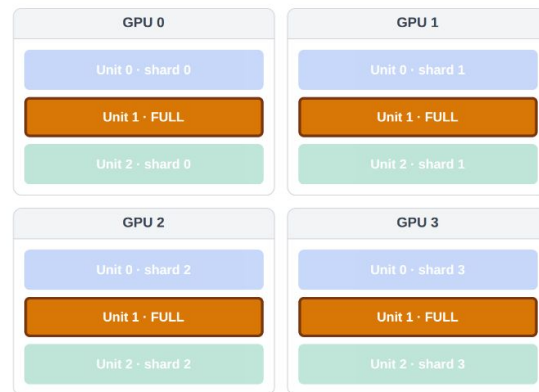 GPU 0
Unit 0 · shard 0
Unit 1 · FULL
Unit 2 · shard 0
GPU 1
Unit 0 · shard 1
Unit 1 · FULL
Unit 2 · shard 1
GPU 2
Unit 0 · shard 2
Unit 1 · FULL
Unit 2 · shard 2
GPU 3
Unit 0 · shard 3
Unit 1 · FULL
Unit 2 · shard 3